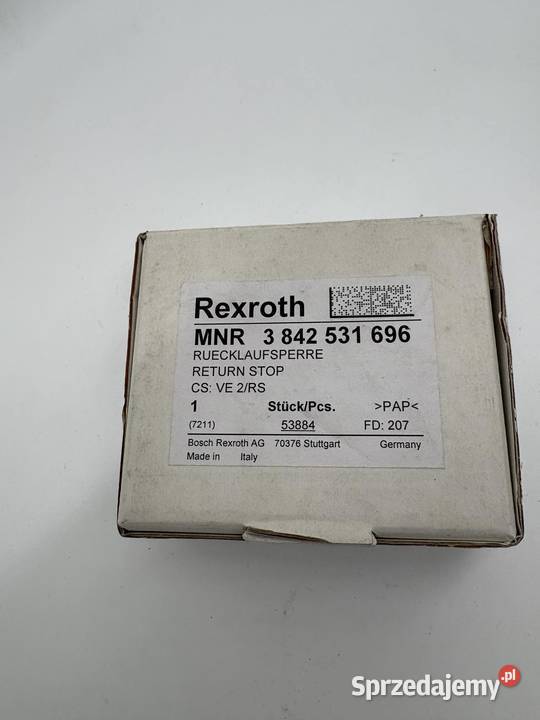 Rexroth
MNR 3 842 531 696
RUECKLAUFSPERRE
RETURN STOP
CS: VE 2/RS
1 Stück/Pcs. >PAP<
(7211) 53884 FD: 207
Bosch Rexroth AG 70376 Stuttgart Germany
Made in Italy
Sprzedajemy.pl